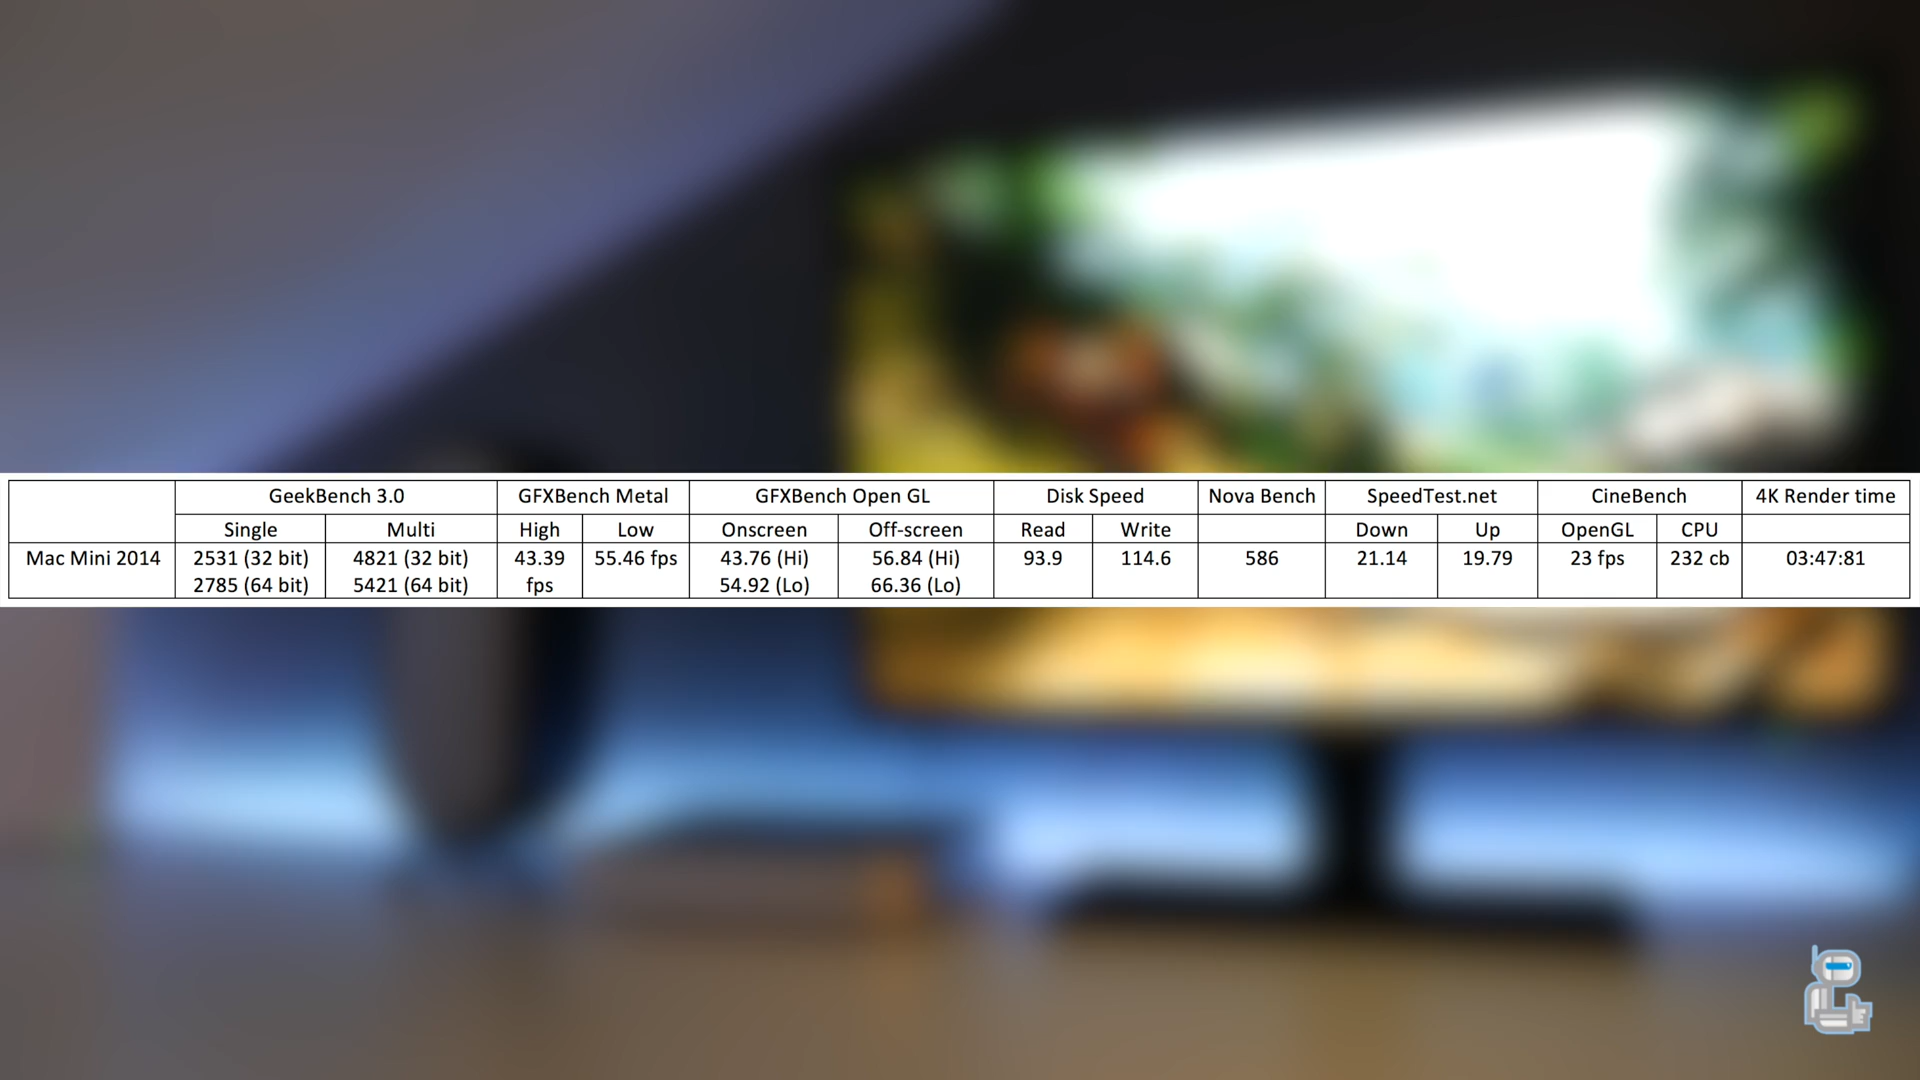 GeekBench 3.0 GFXBench Metal GFXBench Open GL Disk Speed Nova Bench SpeedTest.net CineBench 4K Render time
Single Multi High Low Onscreen Off-screen Read Write Down Up OpenGL CPU
Mac Mini 2014 2531 (32 bit) 4821 (32 bit) 43.39 55.46 fps 43.76 (Hi) 56.84 (Hi) 93.9 114.6 586 21.14 19.79 23 fps 232 cb 03:47:81
2785 (64 bit) 5421 (64 bit) fps 54.92 (Lo) 66.36 (Lo)